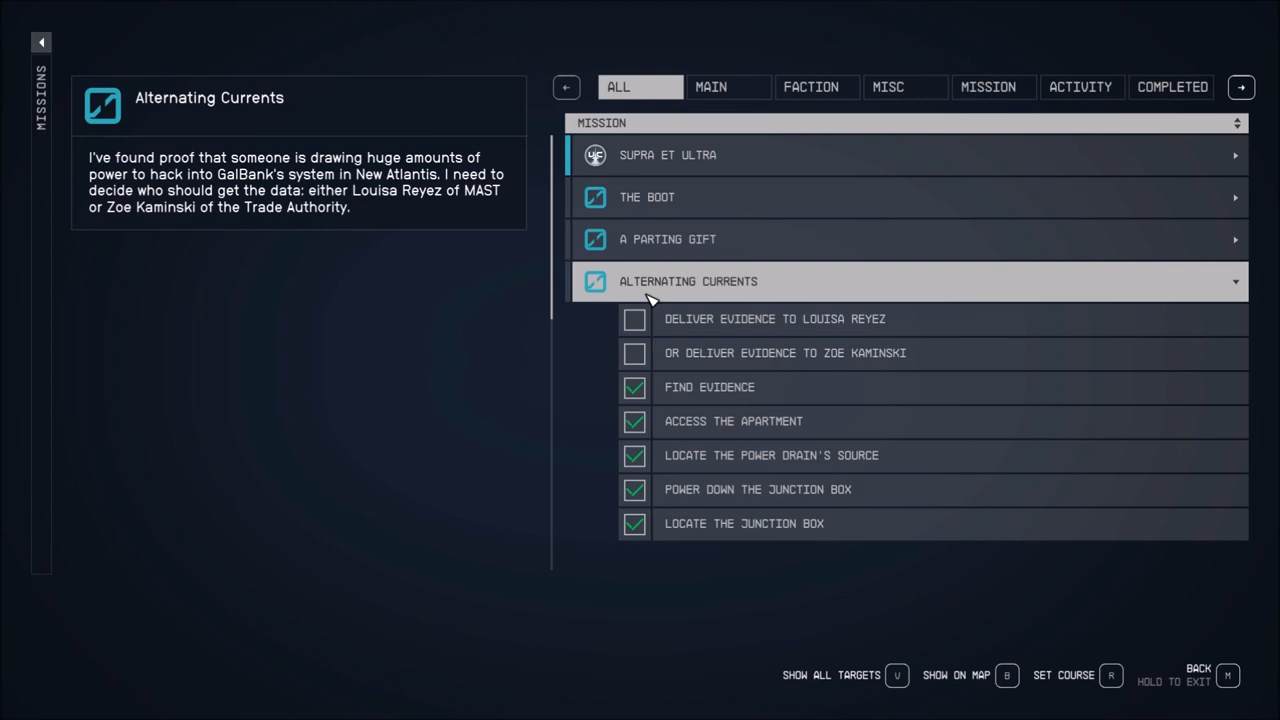 MISSIONS
Alternating Currents
I've found proof that someone is drawing huge amounts of
power to hack into GalBank's system in New Atlantis. I need to
decide who should get the data: either Louisa Reyez of MAST
or Zoe Kaminski of the Trade Authority.
ALL MAIN FACTION MISC MISSION ACTIVITY COMPLETED
MISSION
SUPRA ET ULTRA
THE BOOT
A PARTING GIFT
ALTERNATING CURRENTS
DELIVER EVIDENCE TO LOUISA REYEZ
OR DELIVER EVIDENCE TO ZOE KAMINSKI
FIND EVIDENCE
ACCESS THE APARTMENT
LOCATE THE POWER DRAIN'S SOURCE
POWER DOWN THE JUNCTION BOX
LOCATE THE JUNCTION BOX
SHOW ALL TARGETS V SHOW ON MAP B SET COURSE R BACK M
HOLD TO EXIT